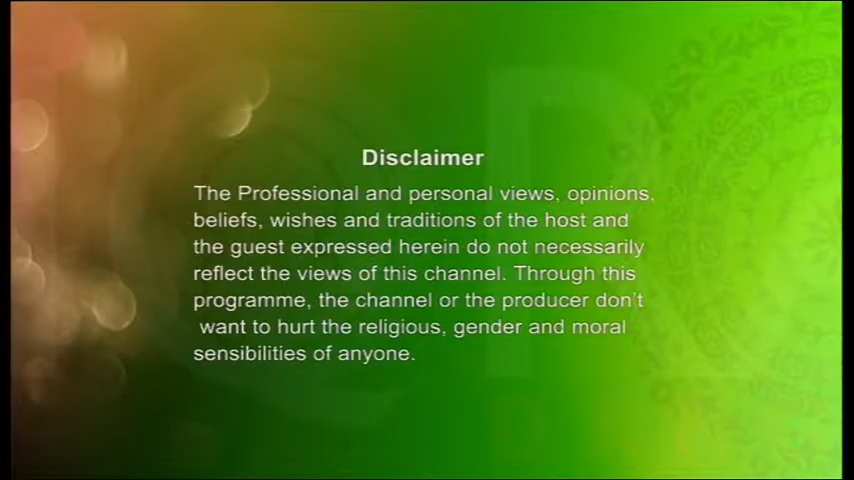 Disclaimer
The Professional and personal views, opinions,
beliefs, wishes and traditions of the host and
the guest expressed herein do not necessarily
reflect the views of this channel. Through this
programme, the channel or the producer don't
want to hurt the religious, gender and moral
sensibilities of anyone.